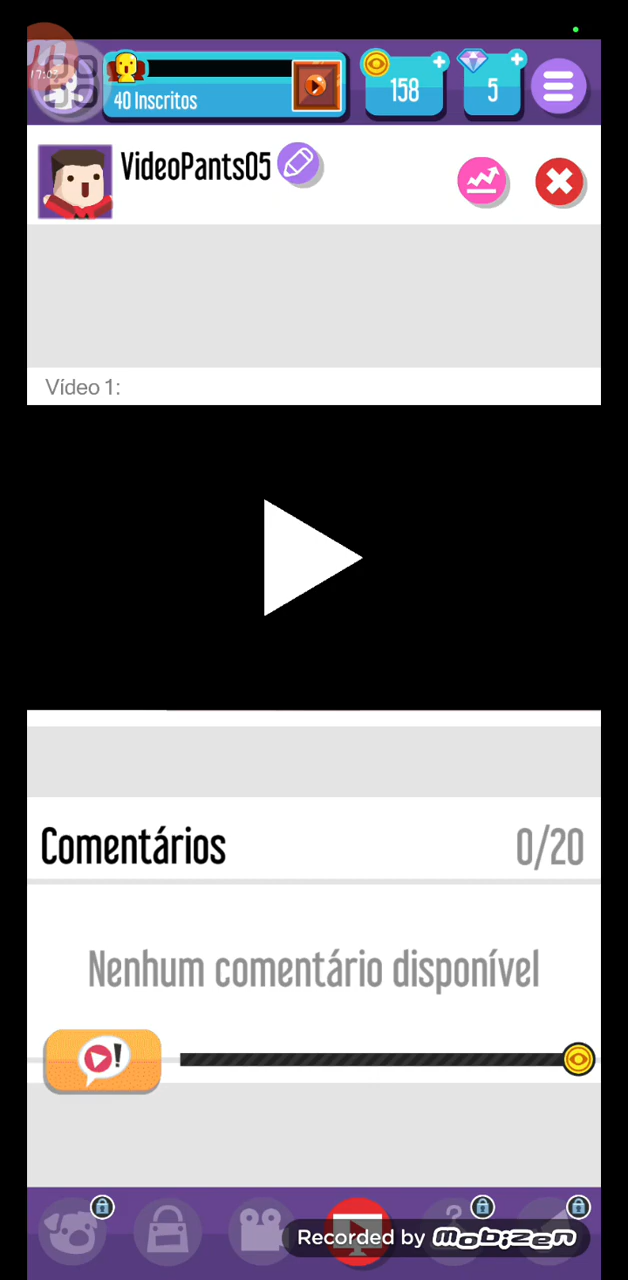 40 Inscritos
158
5
VideoPants05
Vídeo 1:
Comentários
0/20
Nenhum comentário disponível
!
Recorded by mobizen